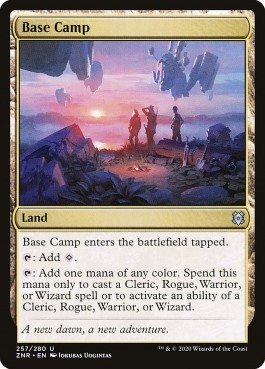 Base Camp
Land
Base Camp enters the battlefield tapped.
: Add .
: Add one mana of any color. Spend this
mana only to cast a Cleric, Rogue, Warrior,
or Wizard spell or to activate an ability of a
Cleric, Rogue, Warrior, or Wizard.
A new dawn, a new adventure.
257/280 U
ZNR • EN JOKUBAS UOGINTAS
™ & © 2020 Wizards of the Coast